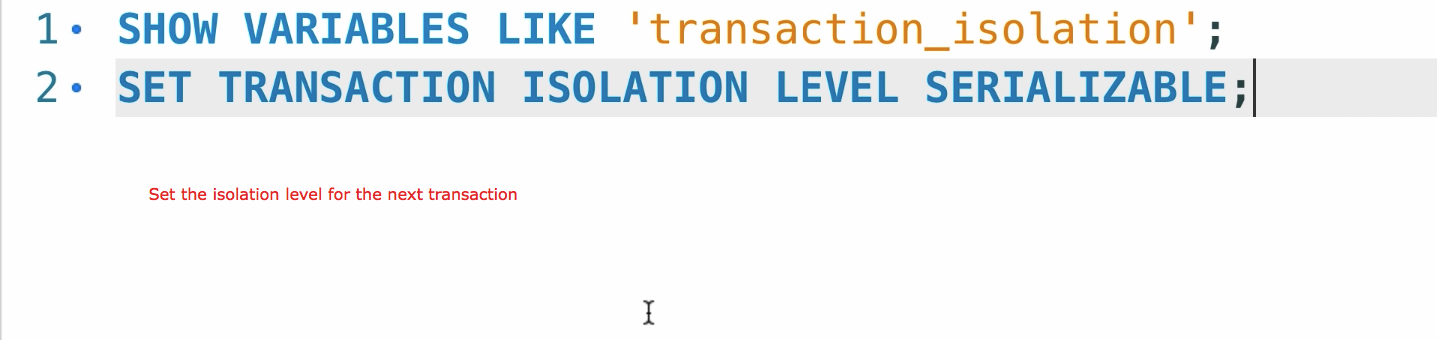 1 SHOW VARIABLES LIKE 'transaction_isolation';
2 SET TRANSACTION ISOLATION LEVEL SERIALIZABLE;
Set the isolation level for the next transaction